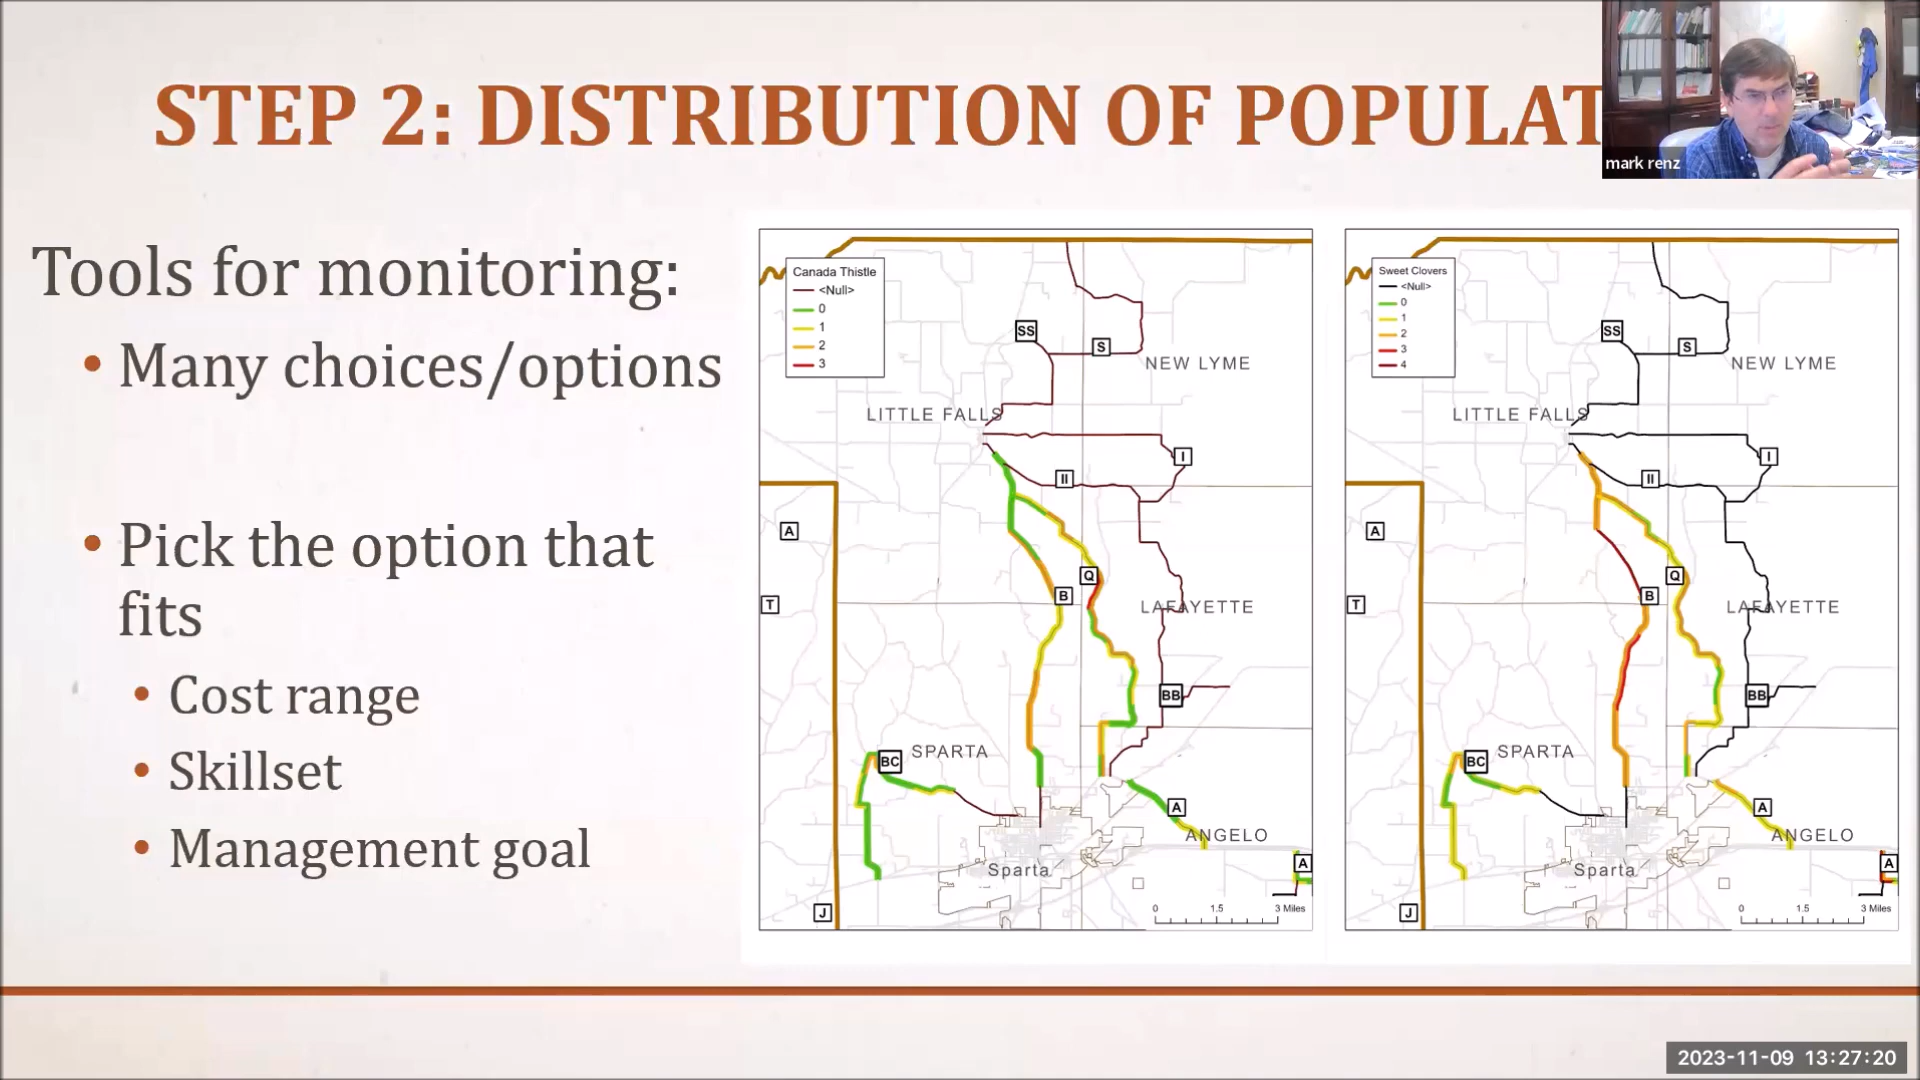 STEP 2: DISTRIBUTION OF POPULAT
mark renz
Tools for monitoring:
• Many choices/options
• Pick the option that
fits
• Cost range
• Skillset
• Management goal
Canada Thistle
<Null>
0
1
2
3
SS
S
NEW LYME
LITTLE FALLS
I
II
A
Q
B
T
LAFAYETTE
BB
SPARTA
BC
A
ANGELO
A
Sparta
J
0 1.5 3 Miles
Sweet Clovers
<Null>
0
1
2
3
4
SS
S
NEW LYME
LITTLE FALLS
I
II
A
Q
B
T
LAFAYETTE
BB
SPARTA
BC
A
ANGELO
A
Sparta
J
0 1.5 3 Miles
2023-11-09 13:27:20